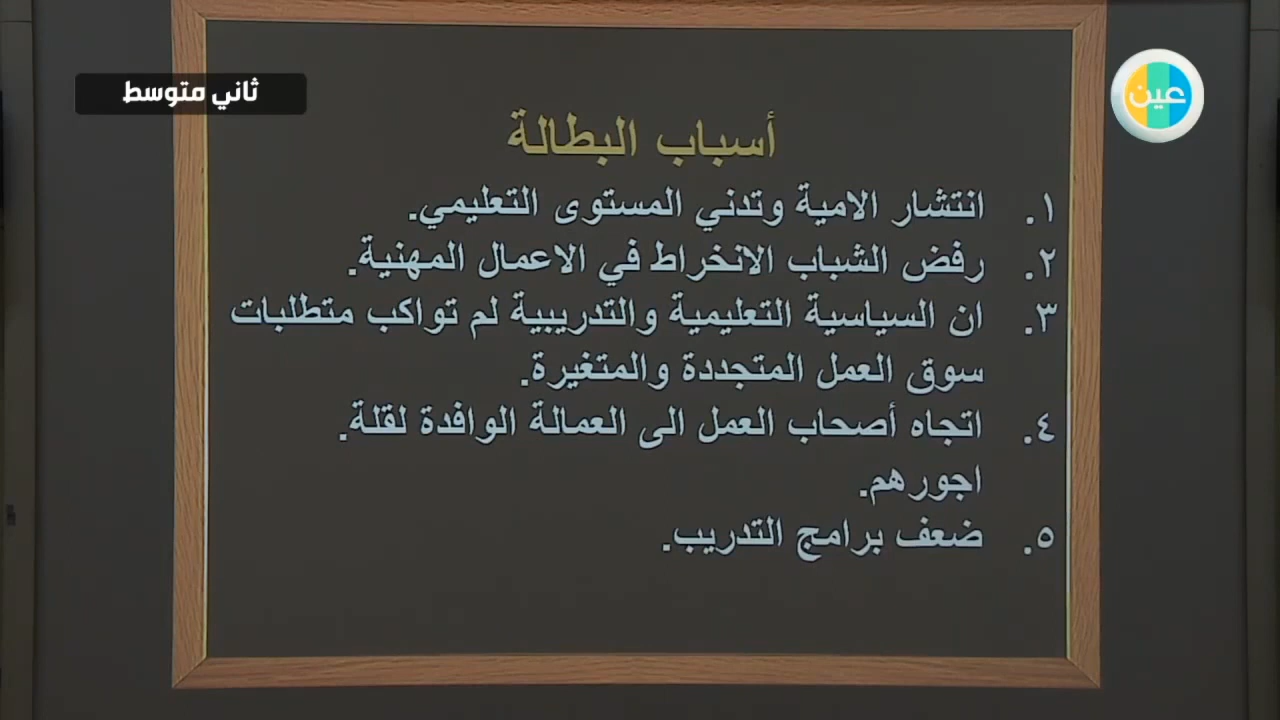 ثاني متوسط
عين
أسباب البطالة
١. انتشار الامية وتدني المستوى التعليمي.
٢. رفض الشباب الانخراط في الاعمال المهنية.
٣. ان السياسية التعليمية والتدريبية لم تواكب متطلبات
سوق العمل المتجددة والمتغيرة.
٤. اتجاه أصحاب العمل الى العمالة الوافدة لقلة.
اجورهم.
٥. ضعف برامج التدريب.